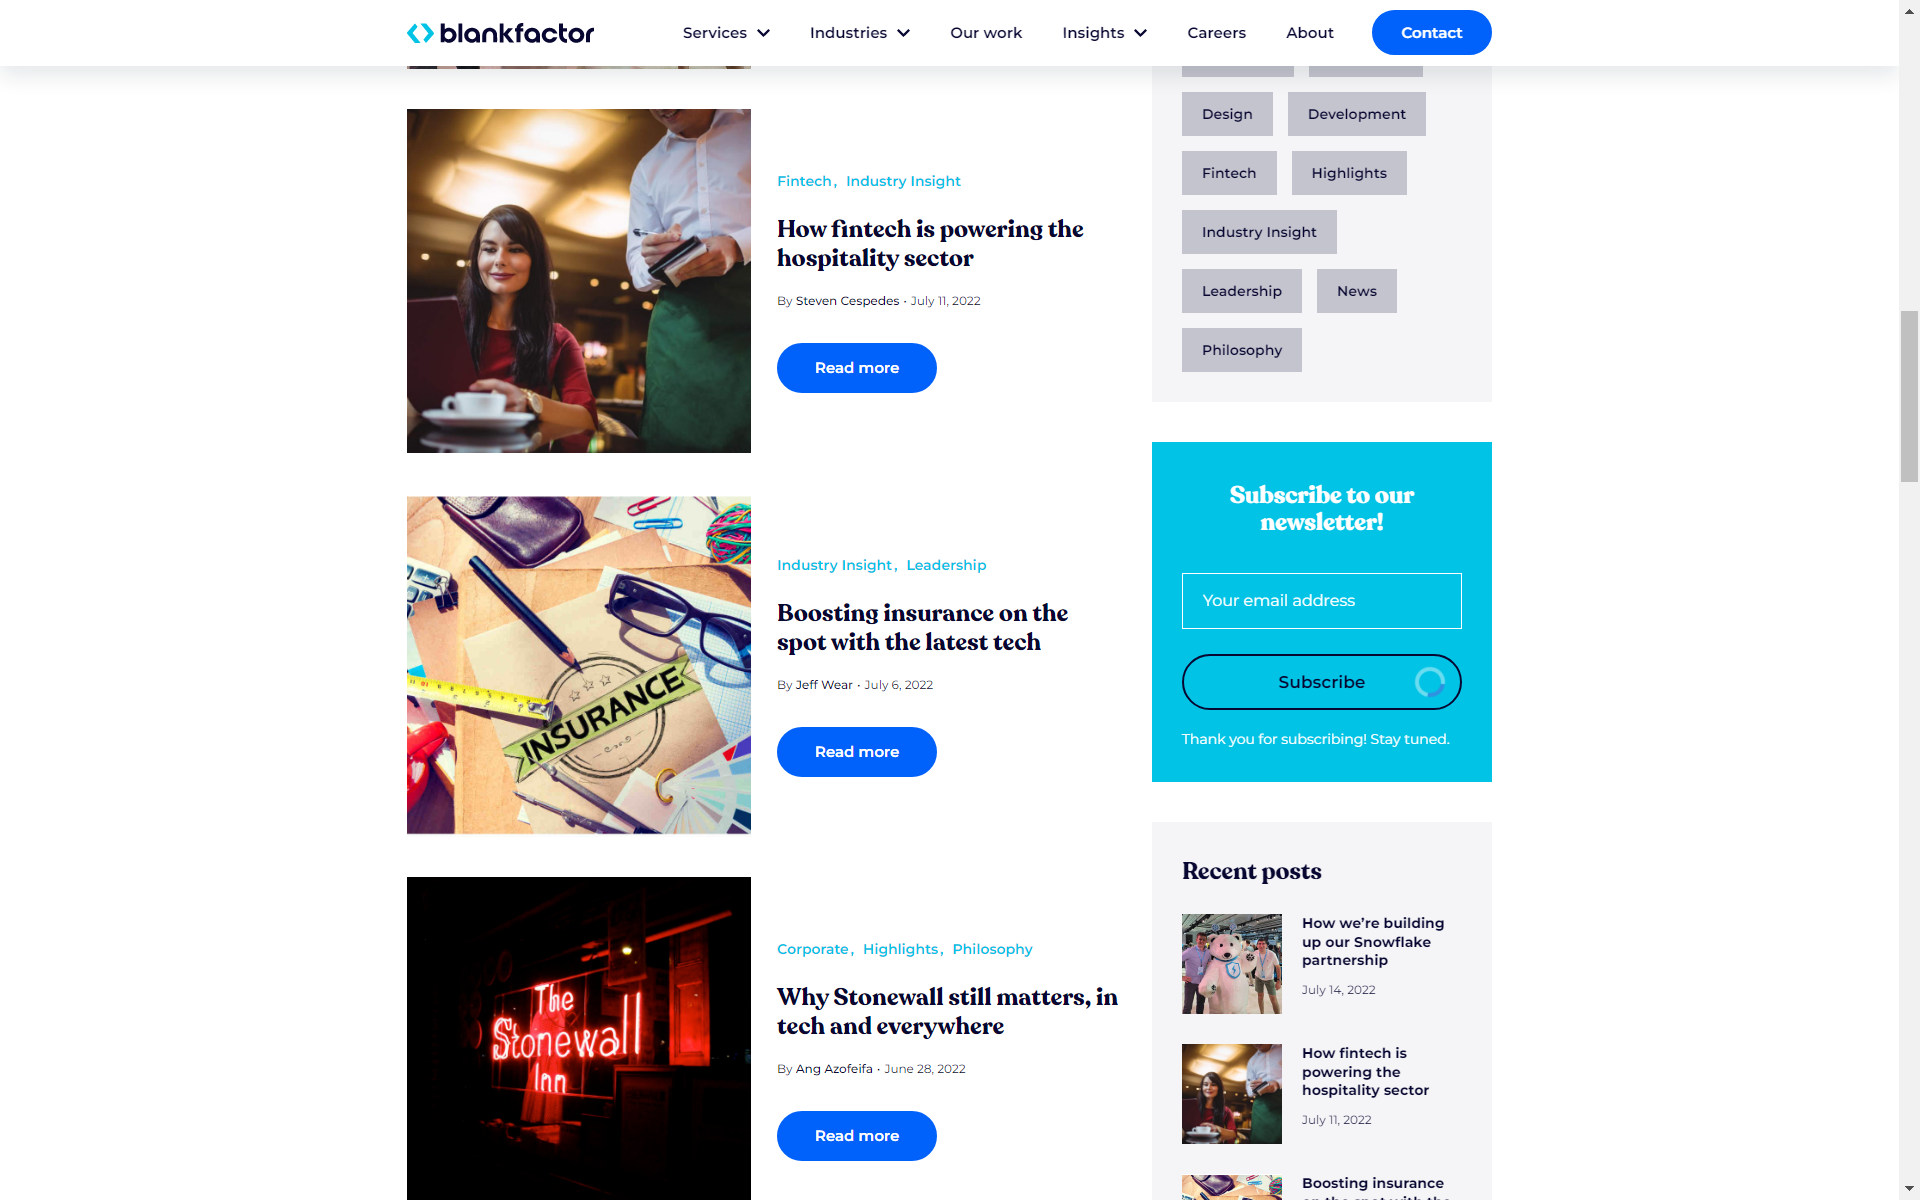 blankfactor
Services
Industries
Our work
Insights
Careers
About
Contact
Fintech, Industry Insight
How fintech is powering the
hospitality sector
By Steven Cespedes · July 11, 2022
Read more
INSURANCE
Industry Insight, Leadership
Boosting insurance on the
spot with the latest tech
By Jeff Wear · July 6, 2022
Read more
The
Stonewall
Inn
Corporate, Highlights, Philosophy
Why Stonewall still matters, in
tech and everywhere
By Ang Azofeifa · June 28, 2022
Read more
Design
Development
Fintech
Highlights
Industry Insight
Leadership
News
Philosophy
Subscribe to our
newsletter!
Your email address
Subscribe
Thank you for subscribing! Stay tuned.
Recent posts
How we’re building
up our Snowflake
partnership
July 14, 2022
How fintech is
powering the
hospitality sector
July 11, 2022
Boosting insurance